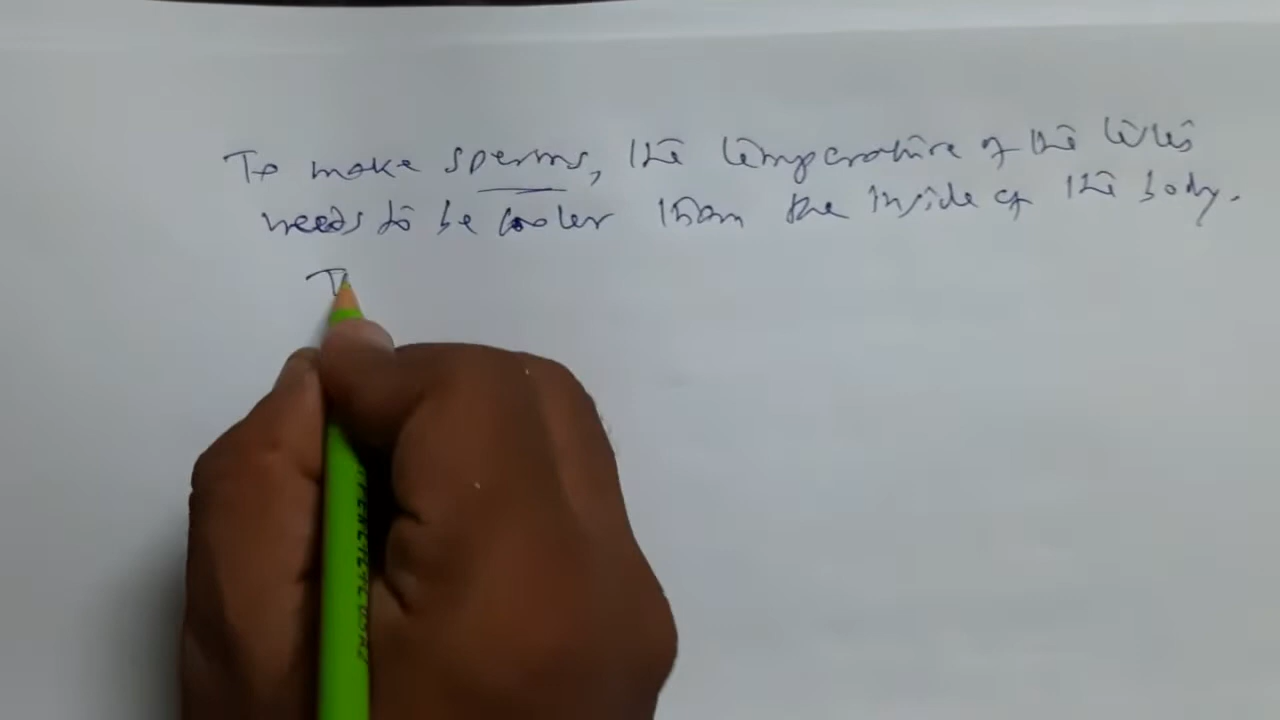 To make sperms, the temperature of the testes
needs to be cooler than the inside of the body.
T